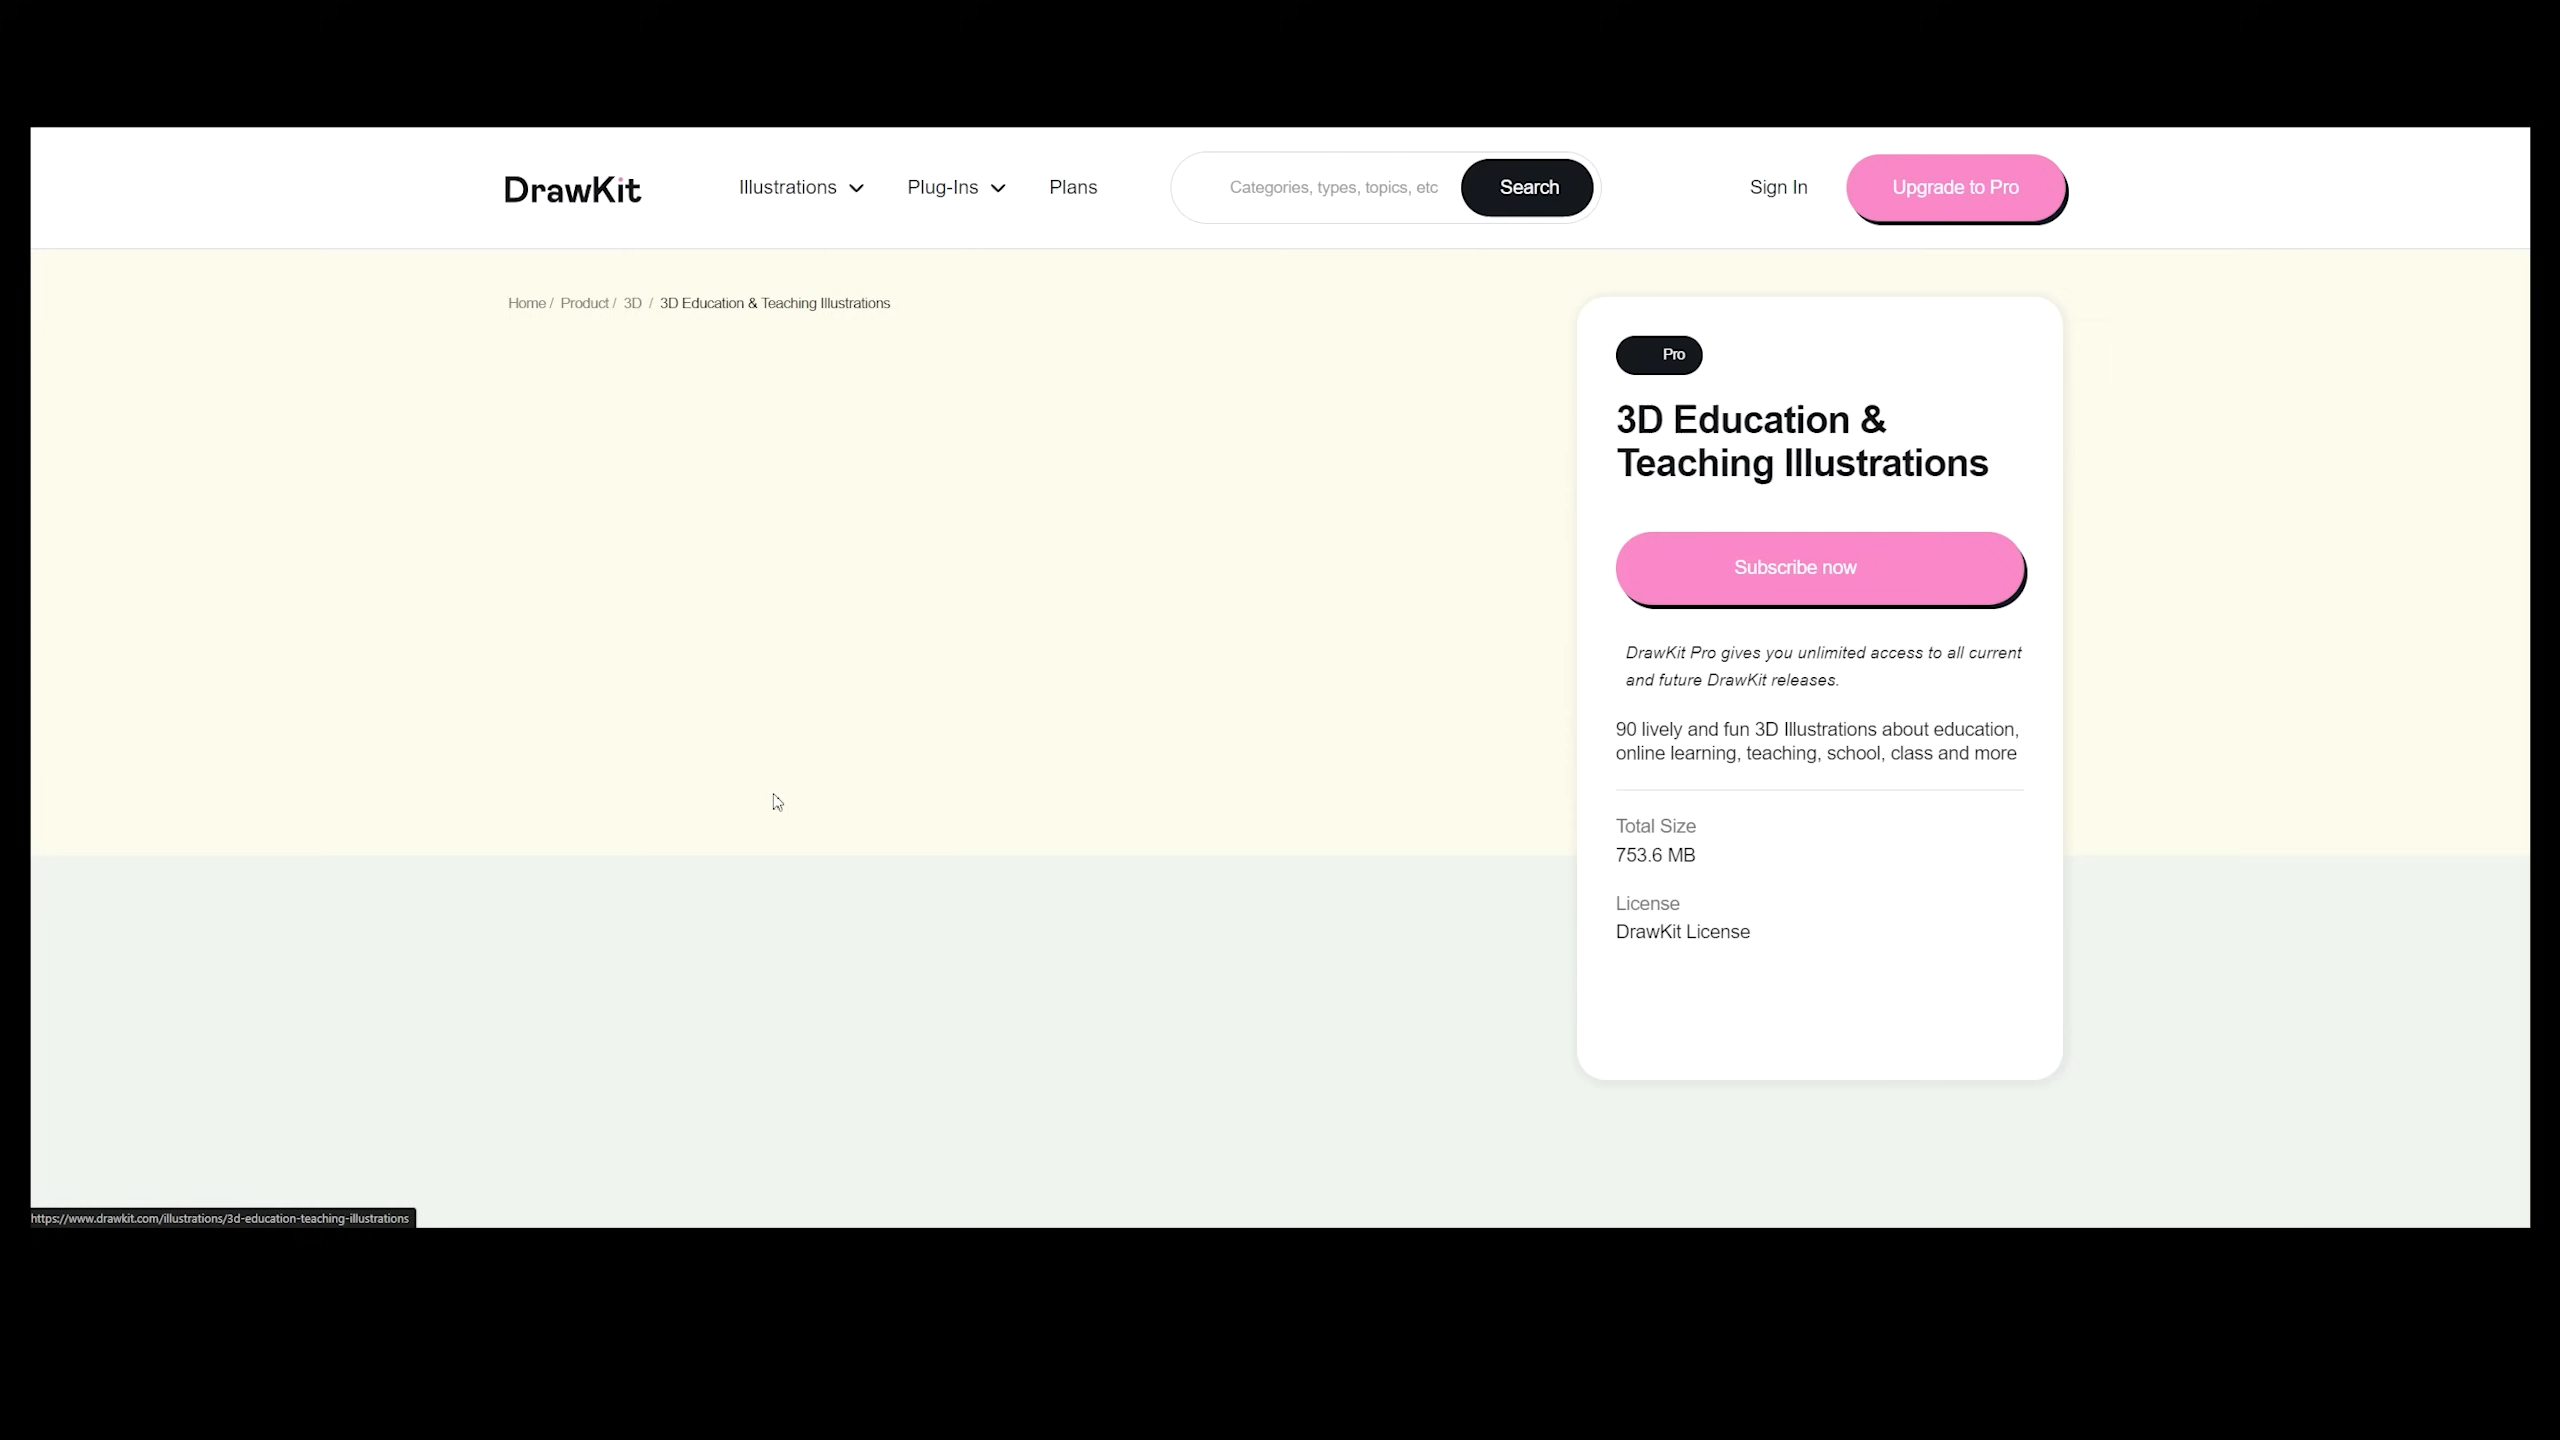 DrawKit
Illustrations
Plug-Ins
Plans
Categories, types, topics, etc
Search
Sign In
Upgrade to Pro
Home / Product / 3D / 3D Education & Teaching Illustrations
Pro
3D Education &
Teaching Illustrations
Subscribe now
DrawKit Pro gives you unlimited access to all current
and future DrawKit releases.
90 lively and fun 3D Illustrations about education,
online learning, teaching, school, class and more
Total Size
753.6 MB
License
DrawKit License
https://www.drawkit.com/illustrations/3d-education-teaching-illustrations